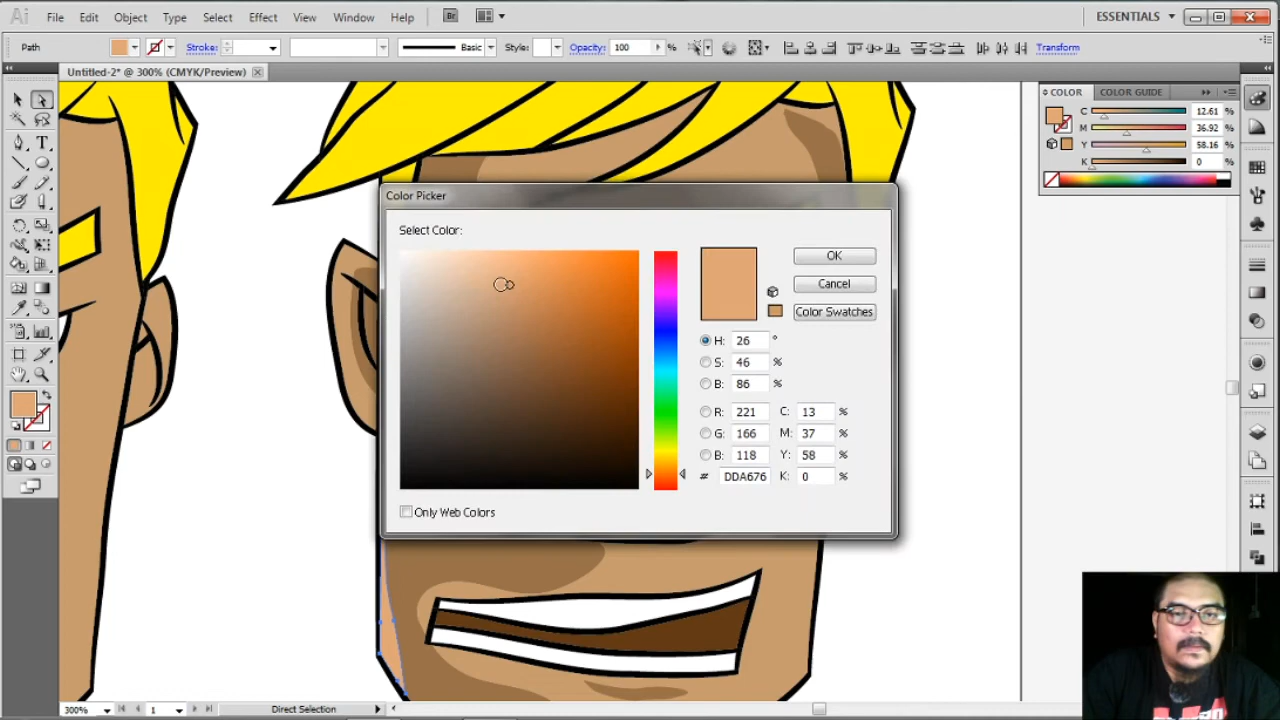 Ai File Edit Object Type Select Effect View Window Help Br ESSENTIALS
Path Stroke: Basic Style: Opacity: 100 % Transform
Untitled-2* @ 300% (CMYK/Preview)
COLOR COLOR GUIDE
C 12.61 %
M 36.92 %
Y 58.16 %
K 0 %
Color Picker
Select Color:
OK
Cancel
Color Swatches
H: 26 °
S: 46 %
B: 86 %
R: 221 C: 13 %
G: 166 M: 37 %
B: 118 Y: 58 %
# DDA676 K: 0 %
Only Web Colors
300% 1 Direct Selection